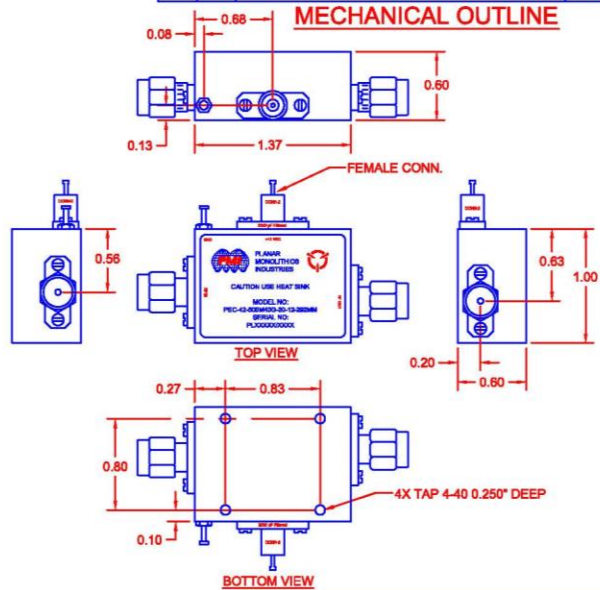 MECHANICAL OUTLINE
0.68
0.08
0.60
0.13
1.37
FEMALE CONN.
0.56
PMI
PLANAR
MONOLITHICS
INDUSTRIES
CAUTION USE HEAT SINK
MODEL NO:
SERIAL NO:
PLXXXXXXXXXX
TOP VIEW
0.63
1.00
0.20
0.60
0.27
0.83
0.80
0.10
4X TAP 4-40 0.250" DEEP
BOTTOM VIEW